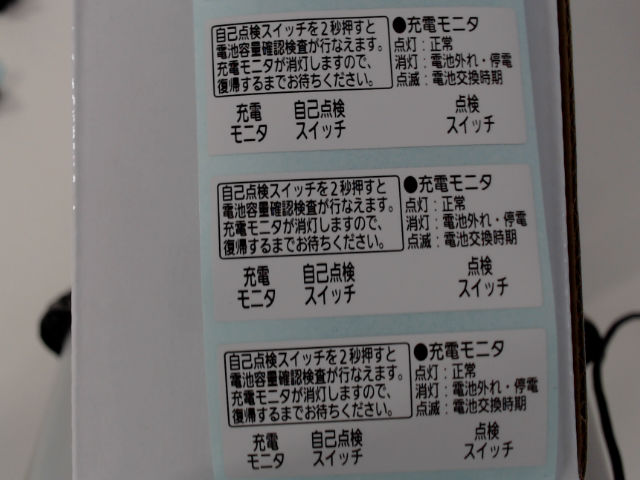 自己点検スイッチを2秒押すと
電池容量確認検査が行なえます。
充電モニタが消灯しますので、
復帰するまでお待ちください。
●充電モニタ
点灯：正常
消灯：電池外れ・停電
点滅：電池交換時期
充電
モニタ
自己点検
スイッチ
点検
スイッチ
自己点検スイッチを2秒押すと
電池容量確認検査が行なえます。
充電モニタが消灯しますので、
復帰するまでお待ちください。
●充電モニタ
点灯：正常
消灯：電池外れ・停電
点滅：電池交換時期
充電
モニタ
自己点検
スイッチ
点検
スイッチ
自己点検スイッチを2秒押すと
電池容量確認検査が行なえます。
充電モニタが消灯しますので、
復帰するまでお待ちください。
●充電モニタ
点灯：正常
消灯：電池外れ・停電
点滅：電池交換時期
充電
モニタ
自己点検
スイッチ
点検
スイッチ